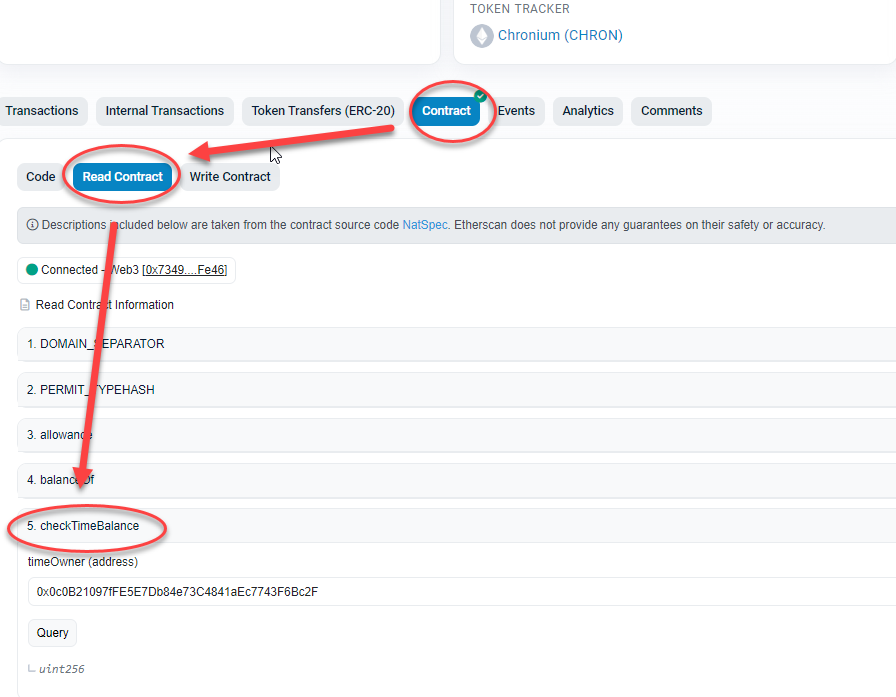 TOKEN TRACKER
Chronium (CHRON)
Transactions Internal Transactions Token Transfers (ERC-20) Contract Events Analytics Comments
Code Read Contract Write Contract
Descriptions included below are taken from the contract source code NatSpec. Etherscan does not provide any guarantees on their safety or accuracy.
Connected - Web3 [0x7349....Fe46]
Read Contract Information
1. DOMAIN_SEPARATOR
2. PERMIT_TYPEHASH
3. allowance
4. balanceOf
5. checkTimeBalance
timeOwner (address)
0x0c0B21097fFE5E7Db84e73C4841aEc7743F6Bc2F
Query
uint256